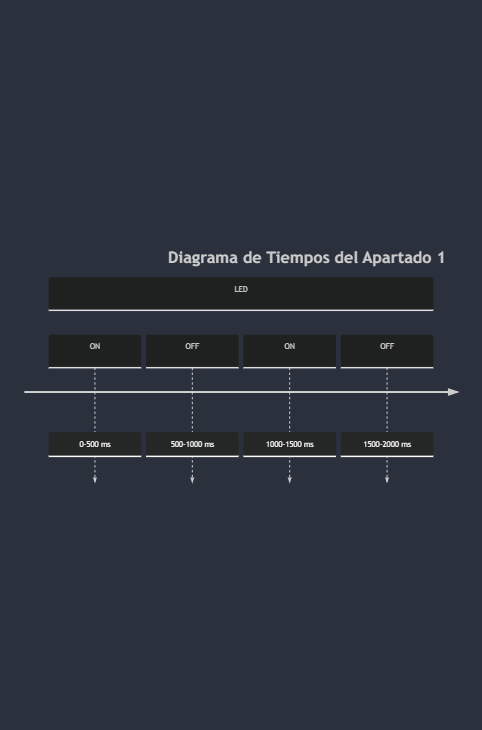 Diagrama de Tiempos del Apartado 1
LED
ON OFF ON OFF
0-500 ms 500-1000 ms 1000-1500 ms 1500-2000 ms